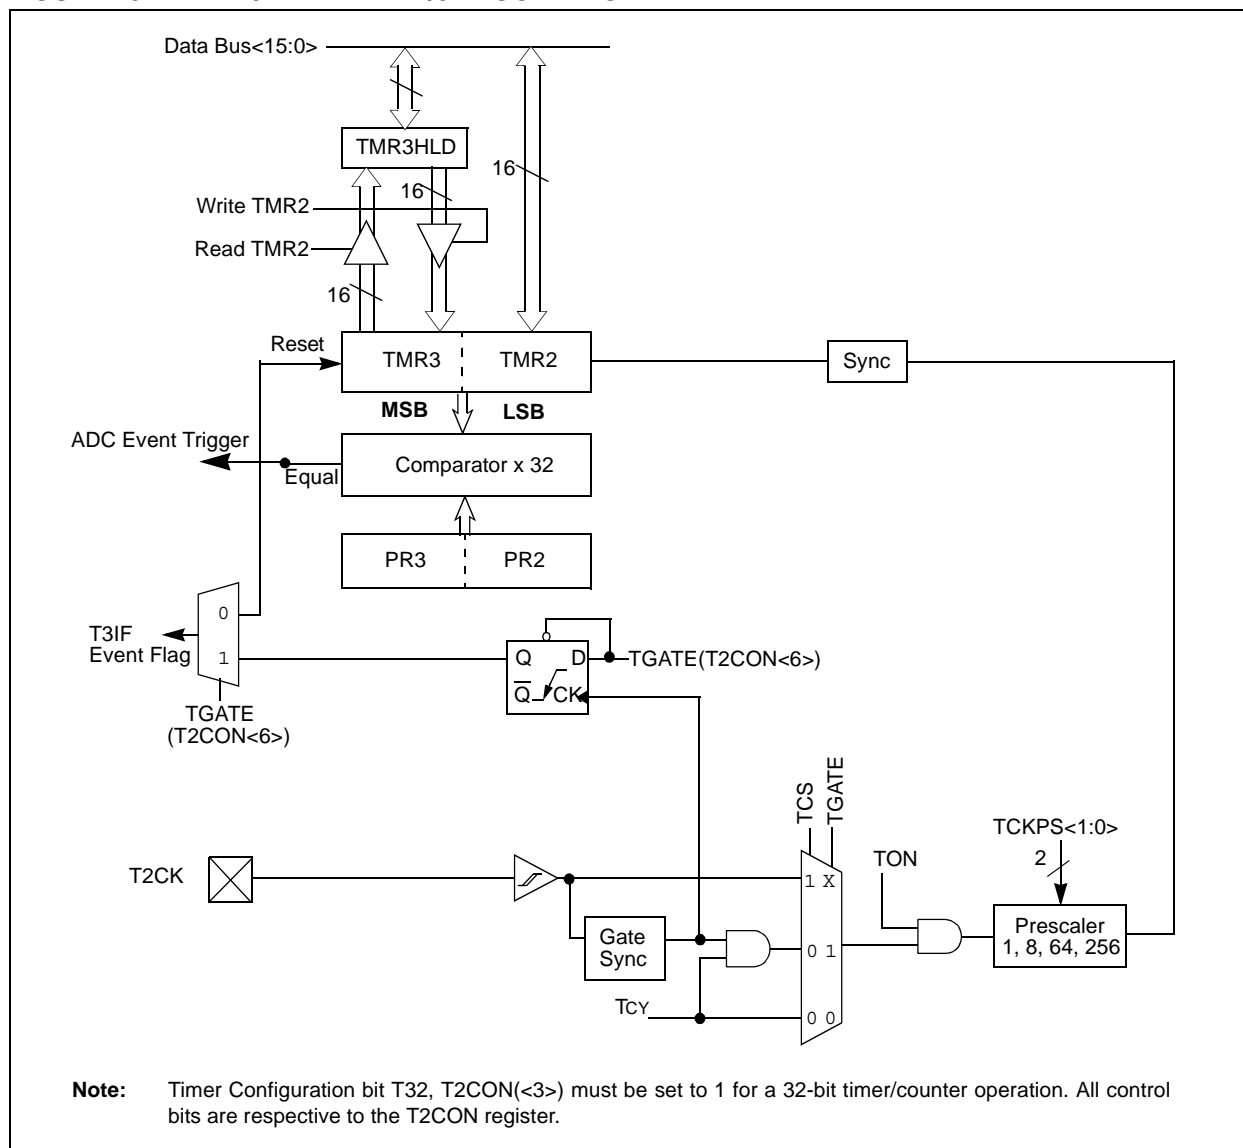 Data Bus<15:0>
TMR3HLD
16
16
Write TMR2
Read TMR2
16
Reset
TMR3
TMR2
Sync
MSB
LSB
ADC Event Trigger
Equal
Comparator x 32
PR3
PR2
0
1
T3IF
Event Flag
Q
D
TGATE(T2CON<6>)
Q
CK
TGATE
(T2CON<6>)
TCS
TGATE
TCKPS<1:0>
2
TON
T2CK
1 X
Gate
Sync
0 1
Prescaler
1, 8, 64, 256
TCY
0 0
Note: Timer Configuration bit T32, T2CON(<3>) must be set to 1 for a 32-bit timer/counter operation. All control
bits are respective to the T2CON register.